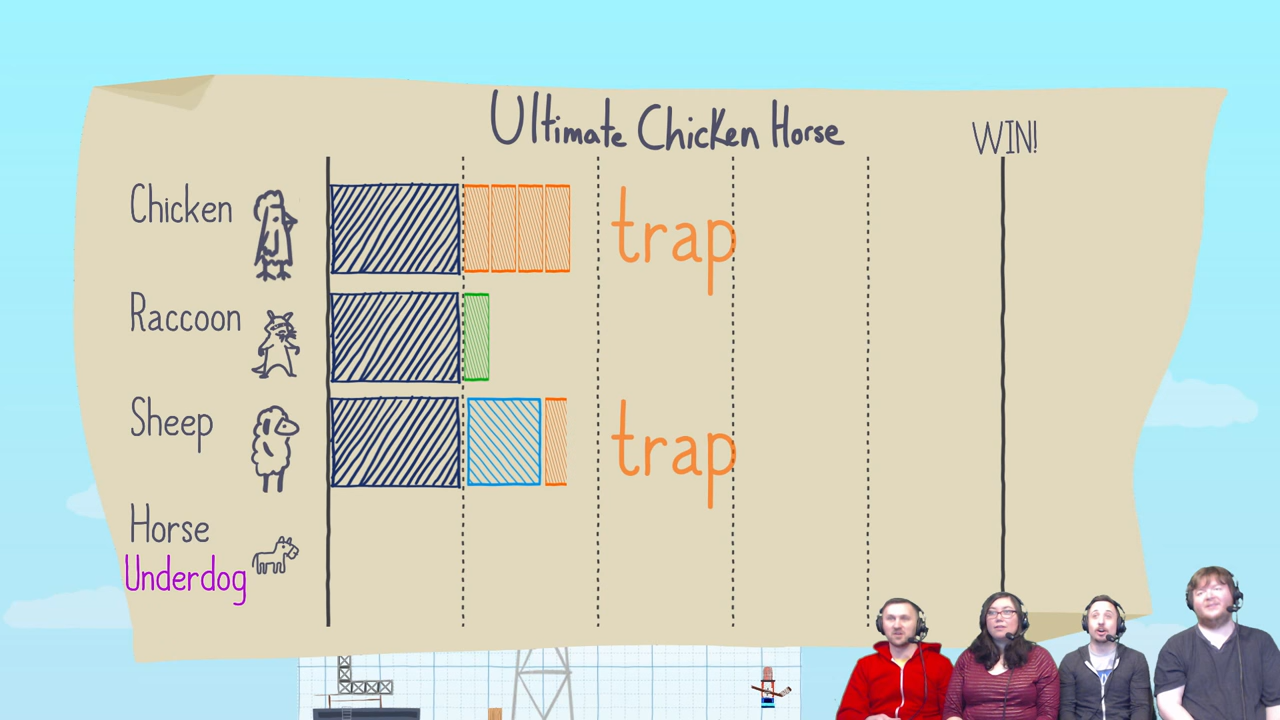 Ultimate Chicken Horse
WIN!
Chicken
trap
Raccoon
Sheep
trap
Horse
Underdog